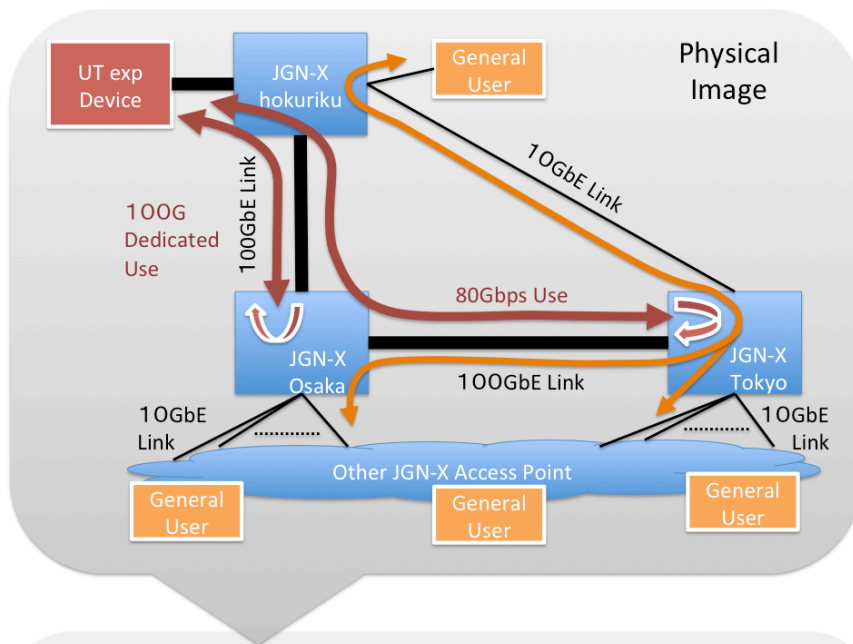 UT exp
Device
JGN-X
hokuriku
General
User
Physical
Image
10GbE Link
100GbE Link
100G
Dedicated
Use
80Gbps Use
JGN-X
Osaka
100GbE Link
JGN-X
Tokyo
10GbE
Link
............
............
10GbE
Link
Other JGN-X Access Point
General
User
General
User
General
User